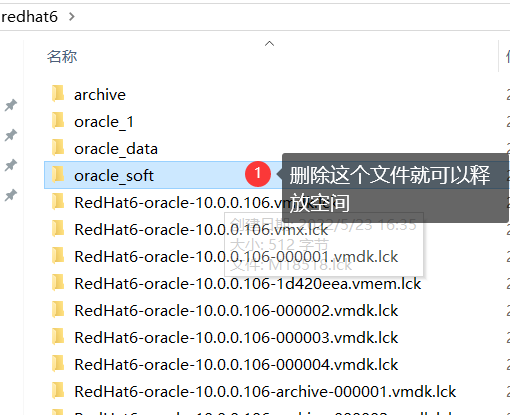 redhat6
名称
archive
oracle_1
oracle_data
oracle_soft
1
删除这个文件就可以释
放空间
RedHat6-oracle-10.0.0.106.vmdk.lck
创建日期: 2022/5/23 16:35
RedHat6-oracle-10.0.0.106.vmx.lck
大小: 512 字节
RedHat6-oracle-10.0.0.106-000001.vmdk.lck
文件: M18518.lck
RedHat6-oracle-10.0.0.106-1d420eea.vmem.lck
RedHat6-oracle-10.0.0.106-000002.vmdk.lck
RedHat6-oracle-10.0.0.106-000003.vmdk.lck
RedHat6-oracle-10.0.0.106-000004.vmdk.lck
RedHat6-oracle-10.0.0.106-archive-000001.vmdk.lck